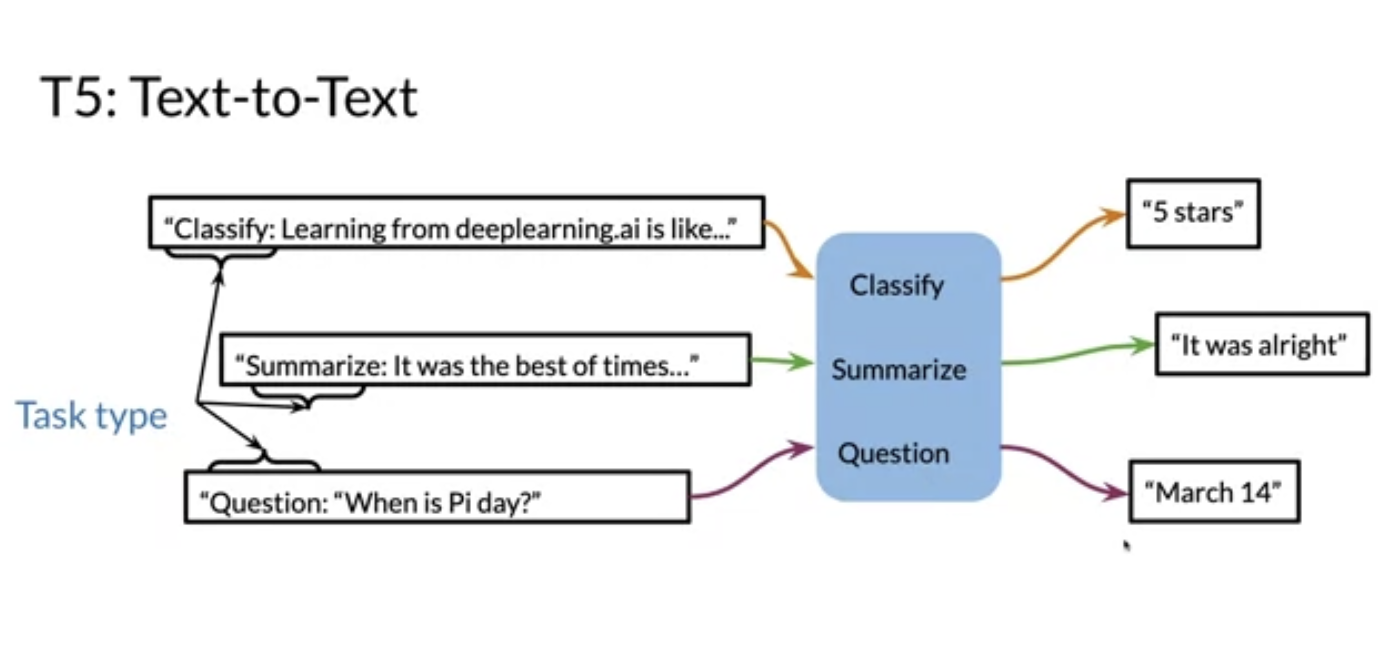 T5: Text-to-Text
“Classify: Learning from deeplearning.ai is like...”
“5 stars”
Classify
“Summarize: It was the best of times...”
“It was alright”
Summarize
Task type
Question
“Question: “When is Pi day?”
“March 14”